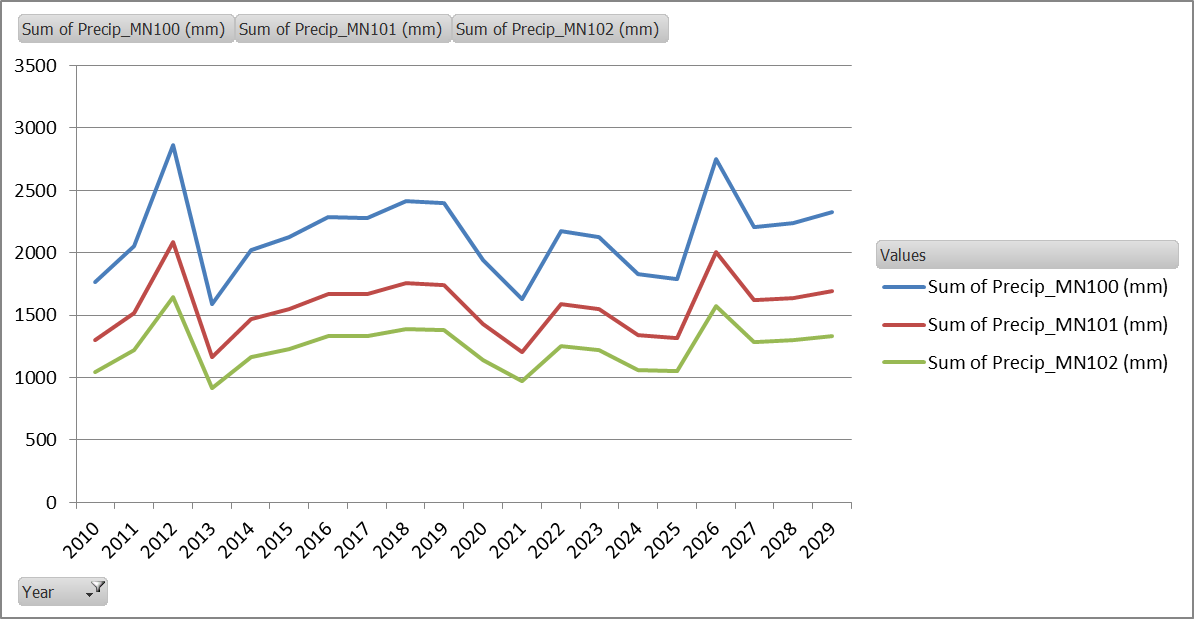 Sum of Precip_MN100 (mm) Sum of Precip_MN101 (mm) Sum of Precip_MN102 (mm)
3500
3000
2500
2000
1500
1000
500
0
2010 2011 2012 2013 2014 2015 2016 2017 2018 2019 2020 2021 2022 2023 2024 2025 2026 2027 2028 2029
Values
Sum of Precip_MN100 (mm)
Sum of Precip_MN101 (mm)
Sum of Precip_MN102 (mm)
Year